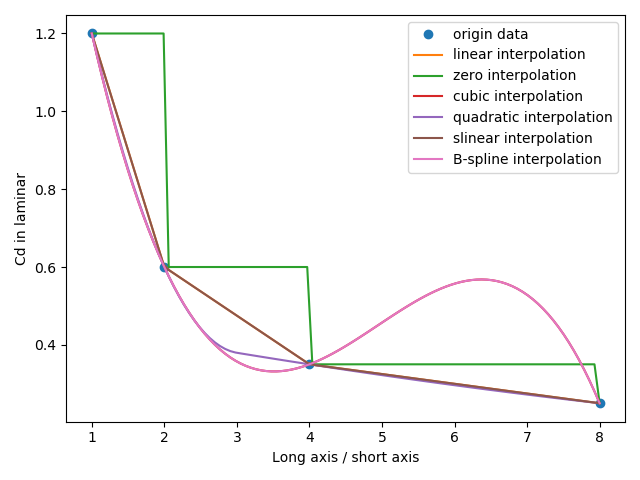 1.2
1.0
0.8
0.6
0.4
Cd in laminar
origin data
linear interpolation
zero interpolation
cubic interpolation
quadratic interpolation
slinear interpolation
B-spline interpolation
1 2 3 4 5 6 7 8
Long axis / short axis